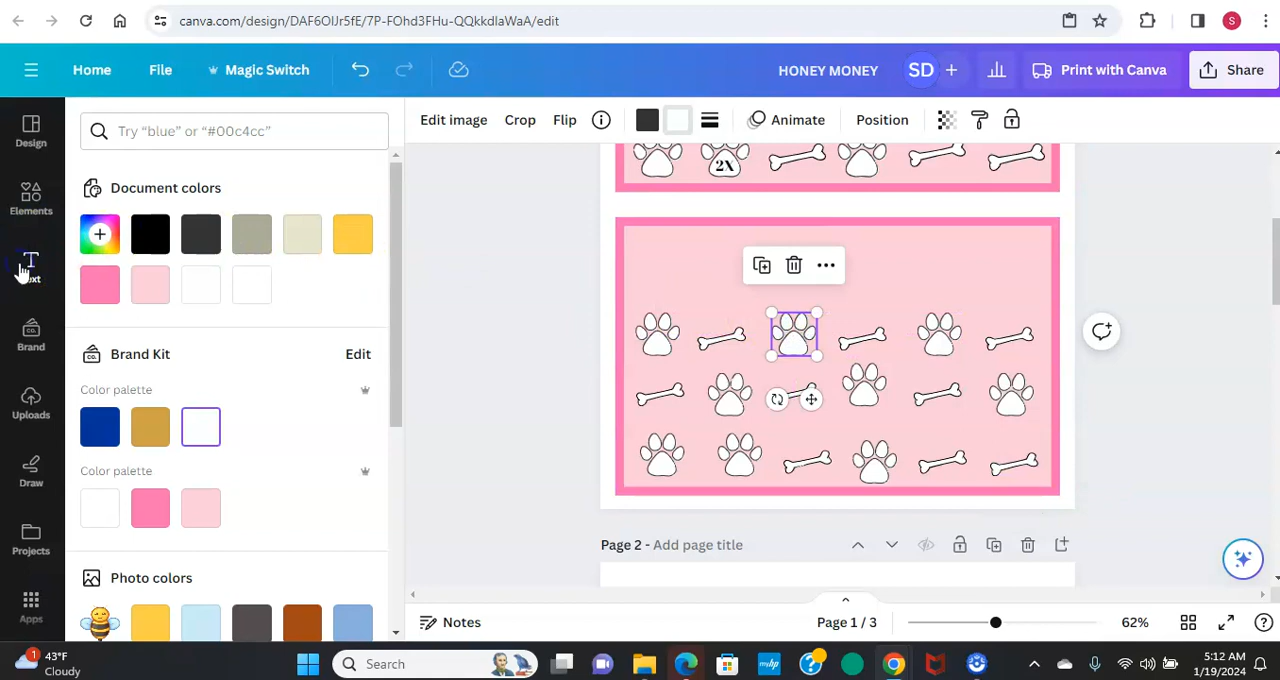 canva.com/design/DAF6OlJr5fE/7P-FOhd3FHu-QQkkdlaWaA/edit
S
Home
File
Magic Switch
HONEY MONEY
SD
Print with Canva
Share
Design
Elements
Text
Brand
Uploads
Draw
Projects
Apps
Try “blue” or “#00c4cc”
Document colors
Brand Kit
Edit
Color palette
Color palette
Photo colors
Edit image
Crop
Flip
Animate
Position
2X
Page 2 - Add page title
Notes
Page 1 / 3
62%
1
43°F
Cloudy
Search
5:12 AM
1/19/2024